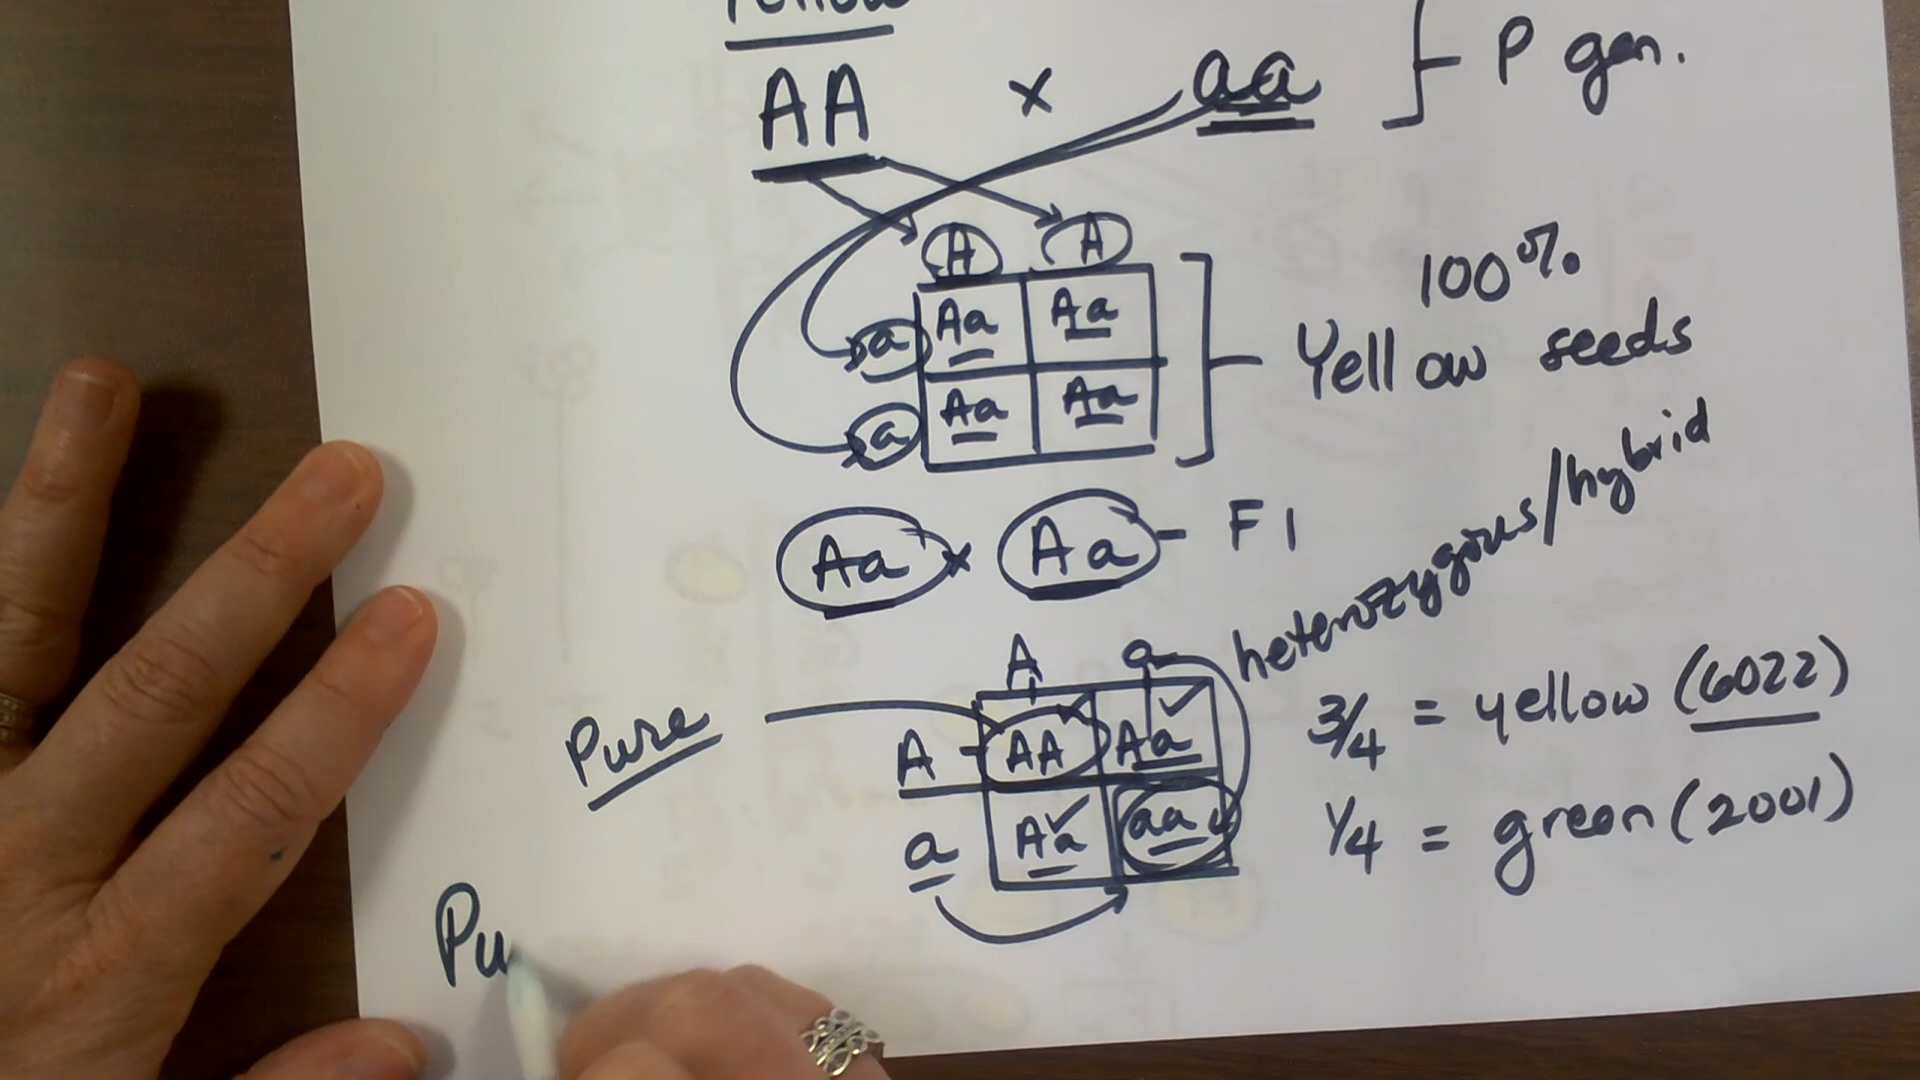 Yellow
AA x aa P gen.
A A
a Aa Aa
a Aa Aa
100%
Yellow seeds
Aa x Aa - F1
heterozygous/hybrid
A a
Pure A AA Aa
a Aa aa
3/4 = yellow (6022)
1/4 = green (2001)
Pu